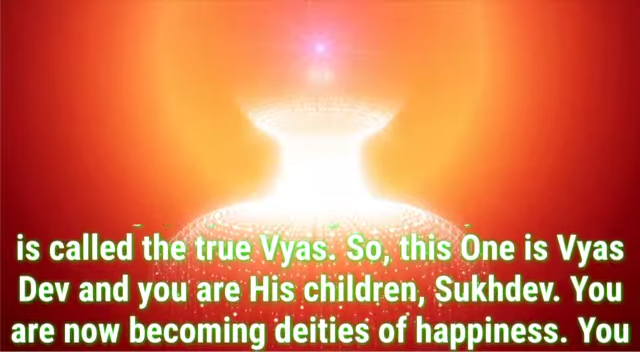 is called the true Vyas. So, this One is Vyas
Dev and you are His children, Sukhdev. You
are now becoming deities of happiness. You